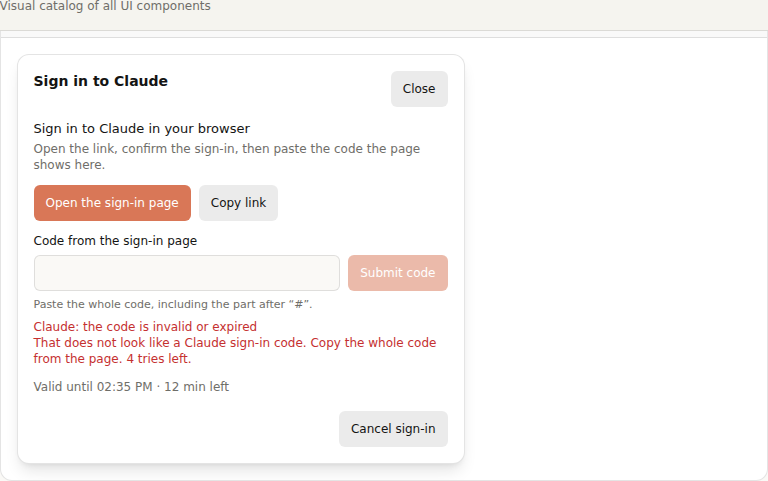 Visual catalog of all UI components
Sign in to Claude
Close
Sign in to Claude in your browser
Open the link, confirm the sign-in, then paste the code the page
shows here.
Open the sign-in page
Copy link
Code from the sign-in page
Submit code
Paste the whole code, including the part after “#”.
Claude: the code is invalid or expired
That does not look like a Claude sign-in code. Copy the whole code
from the page. 4 tries left.
Valid until 02:35 PM · 12 min left
Cancel sign-in